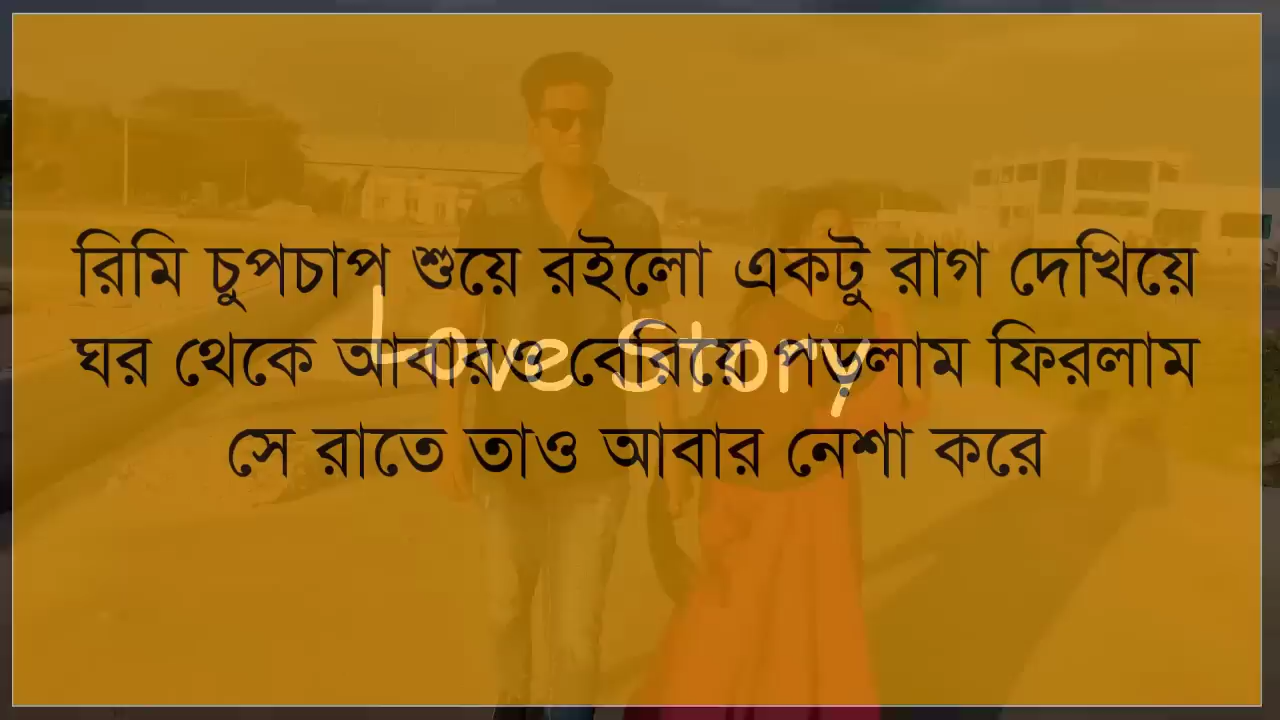 রিমি চুপচাপ শুয়ে রইলো একটু রাগ দেখিয়ে
ঘর থেকে আবারও বেরিয়ে পড়লাম ফিরলাম
Love Story
সে রাতে তাও আবার নেশা করে